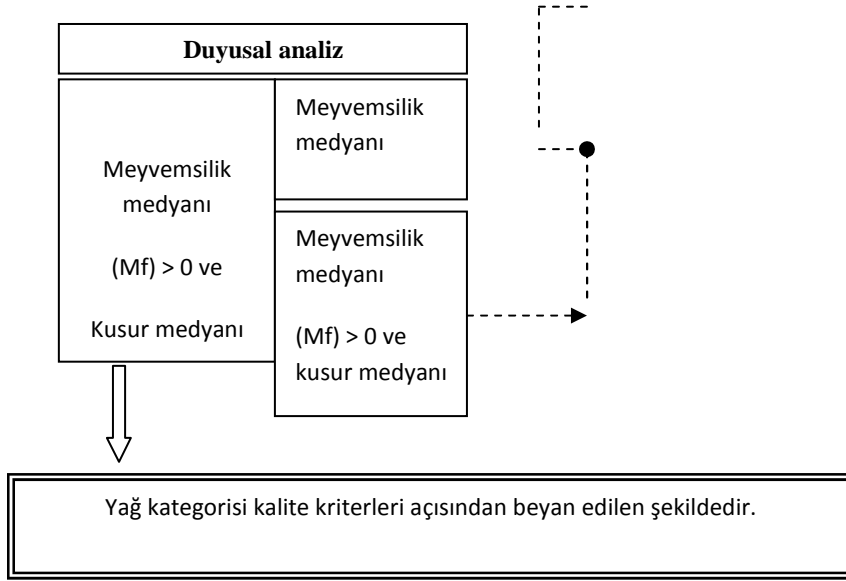 Duyusal analiz
Meyvemsilik
medyanı
(Mf) > 0 ve
Kusur medyanı
Meyvemsilik
medyanı
Meyvemsilik
medyanı
(Mf) > 0 ve
kusur medyanı
Yağ kategorisi kalite kriterleri açısından beyan edilen şekildedir.